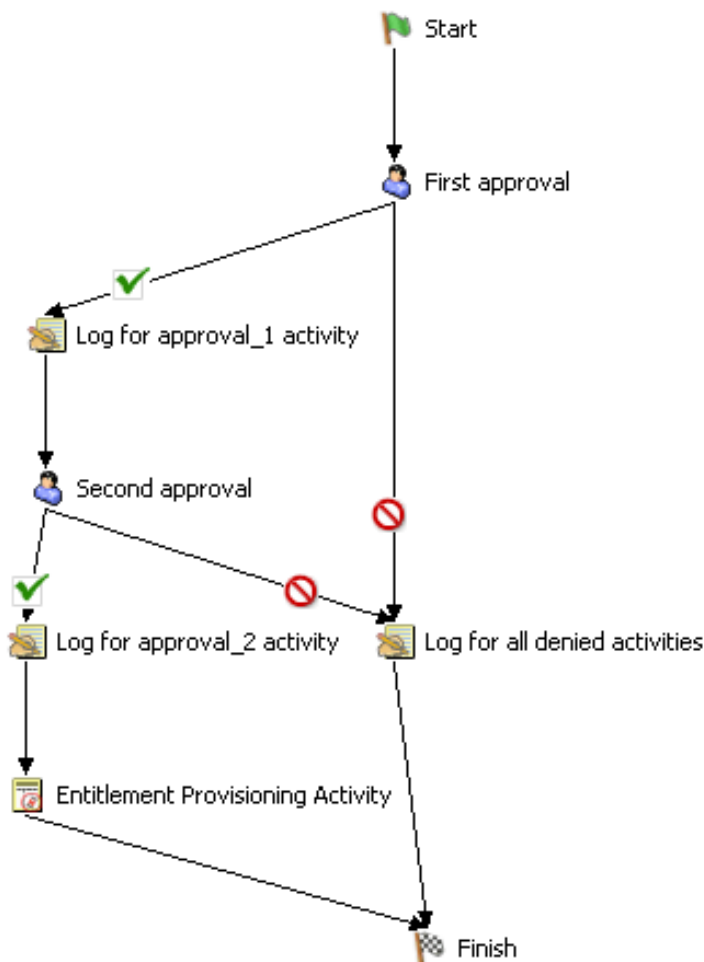 Start
First approval
Log for approval_1 activity
Second approval
Log for approval_2 activity
Log for all denied activities
Entitlement Provisioning Activity
Finish